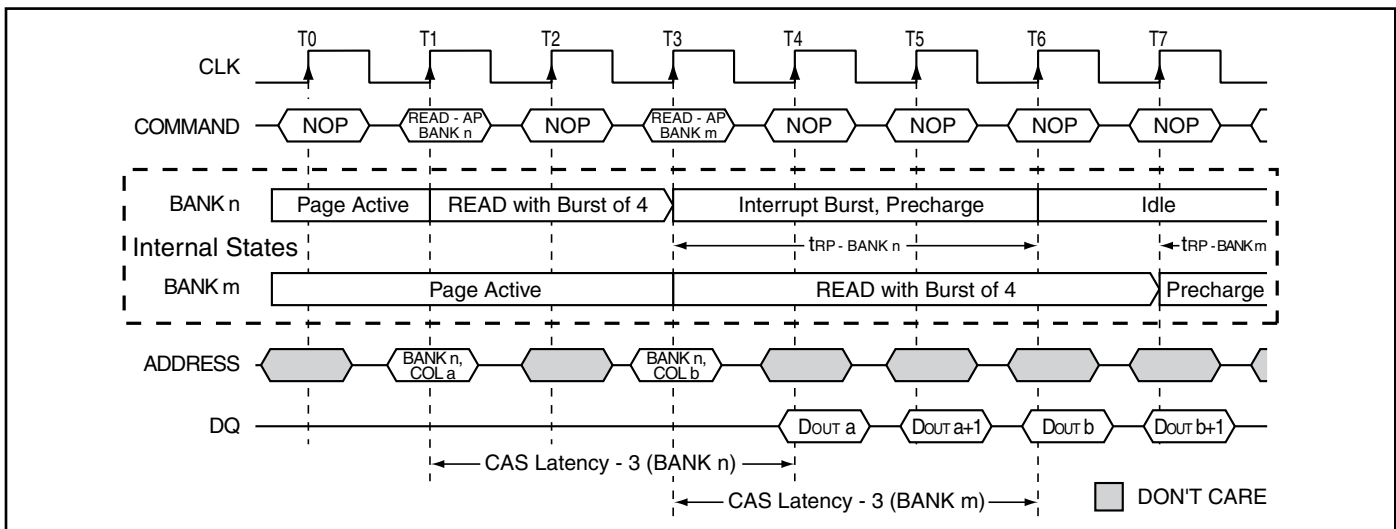 T0 T1 T2 T3 T4 T5 T6 T7
CLK
COMMAND NOP READ - AP BANK n NOP READ - AP BANK m NOP NOP NOP NOP
BANK n Page Active READ with Burst of 4 Interrupt Burst, Precharge Idle
Internal States tRP - BANK n tRP - BANK m
BANK m Page Active READ with Burst of 4 Precharge
ADDRESS BANK n, COL a BANK n, COL b
DQ DOUT a DOUT a+1 DOUT b DOUT b+1
CAS Latency - 3 (BANK n)
CAS Latency - 3 (BANK m) DON'T CARE